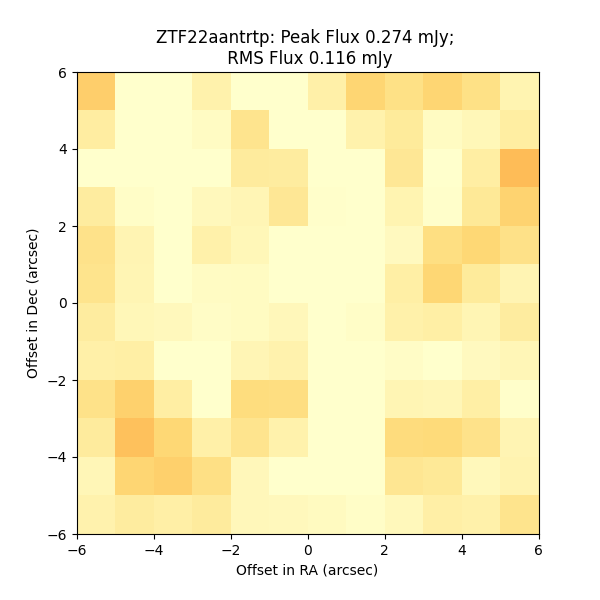 ZTF22aantrtp: Peak Flux 0.274 mJy;
RMS Flux 0.116 mJy
6
4
2
0
−2
−4
−6
Offset in Dec (arcsec)
−6 −4 −2 0 2 4 6
Offset in RA (arcsec)